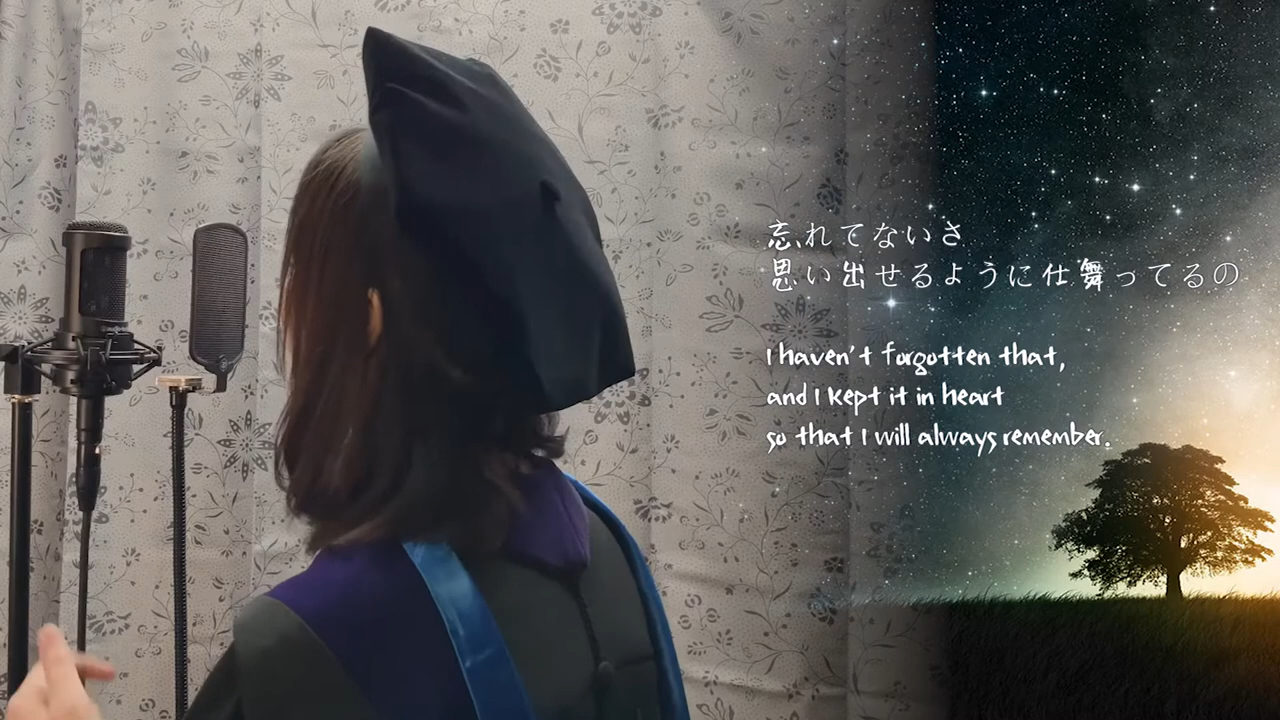 忘れてないさ
思い出せるように仕舞ってるの
I haven't forgotten that,
and I kept it in heart
so that I will always remember.